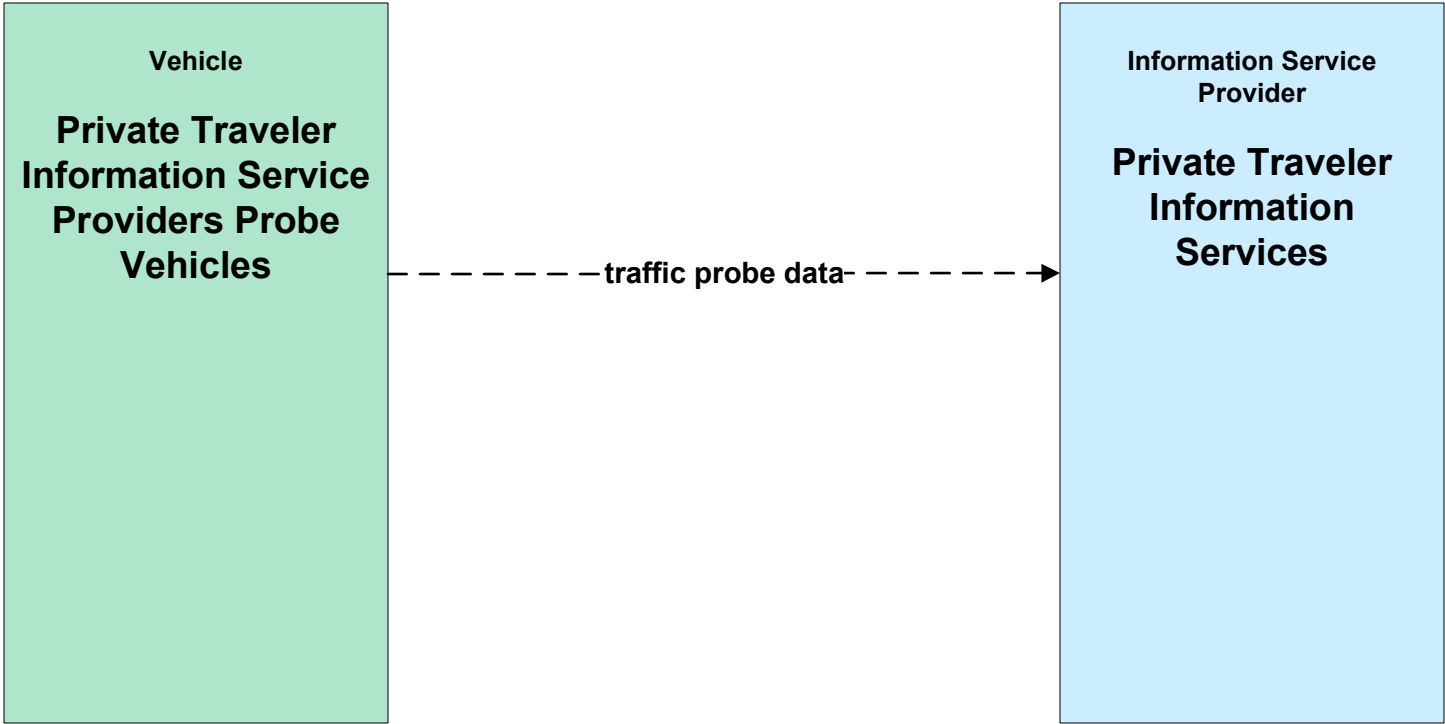 Vehicle
Private Traveler
Information Service
Providers Probe
Vehicles
traffic probe data
Information Service
Provider
Private Traveler
Information
Services